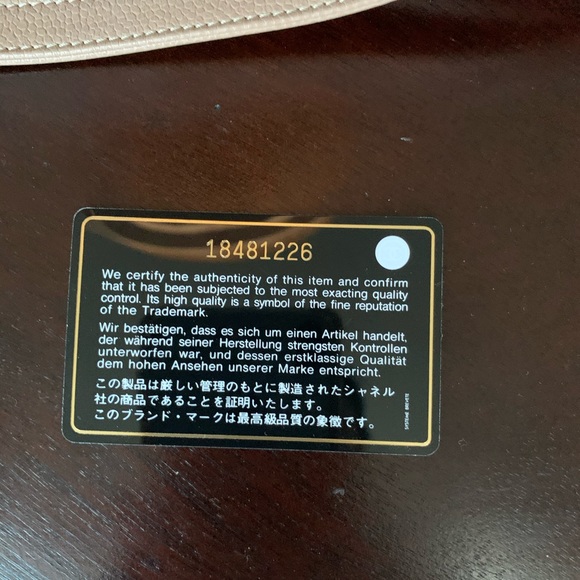 18481226
We certify the authenticity of this item and confirm
that it has been subjected to the most exacting quality
control. Its high quality is a symbol of the fine reputation
of the Trademark.
Wir bestätigen, dass es sich um einen Artikel handelt,
der während seiner Herstellung strengsten Kontrollen
unterworfen war, und dessen erstklassige Qualität
dem hohen Ansehen unserer Marke entspricht.
この製品は厳しい管理のもとに製造されたシャネル
社の商品であることを証明いたします。
このブランド・マークは最高級品質の象徴です。